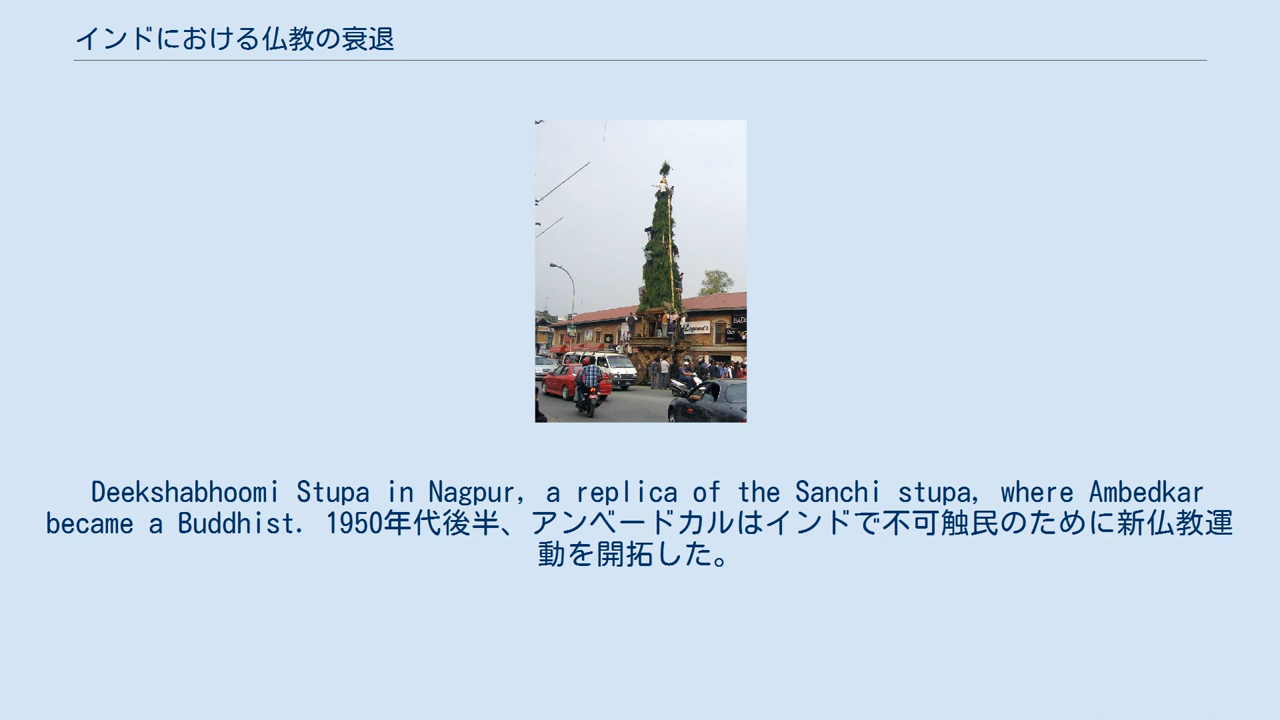 インドにおける仏教の衰退
Deekshabhoomi Stupa in Nagpur, a replica of the Sanchi stupa, where Ambedkar
became a Buddhist. 1950年代後半、アンベードカルはインドで不可触民のために新仏教運
動を開拓した。